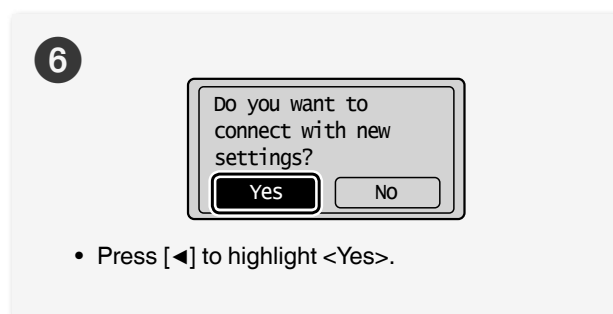 6
Do you want to
connect with new
settings?
Yes No
• Press [◄] to highlight <Yes>.